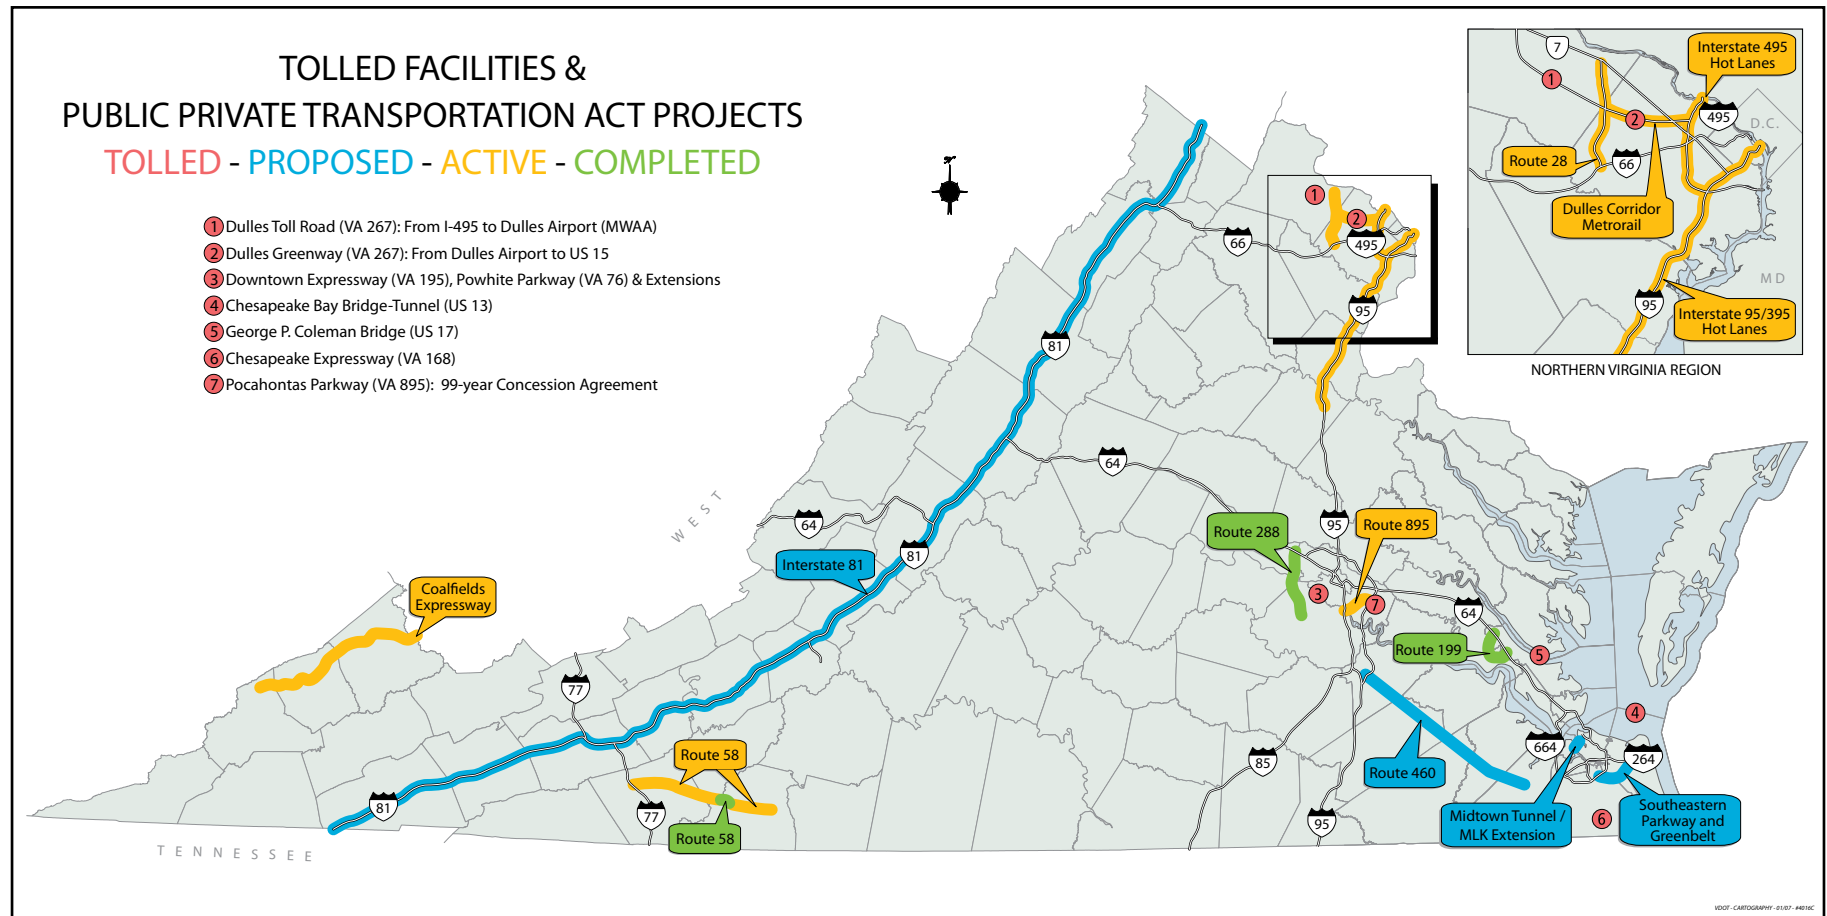 TOLLED FACILITIES &
PUBLIC PRIVATE TRANSPORTATION ACT PROJECTS
TOLLED - PROPOSED - ACTIVE - COMPLETED
1 Dulles Toll Road (VA 267): From I-495 to Dulles Airport (MWAA)
2 Dulles Greenway (VA 267): From Dulles Airport to US 15
3 Downtown Expressway (VA 195), Powhite Parkway (VA 76) & Extensions
4 Chesapeake Bay Bridge-Tunnel (US 13)
5 George P. Coleman Bridge (US 17)
6 Chesapeake Expressway (VA 168)
7 Pocahontas Parkway (VA 895): 99-year Concession Agreement
7
1
Interstate 495
Hot Lanes
495
D.C.
2
Route 28
66
Dulles Corridor
Metrorail
MD
95
Interstate 95/395
Hot Lanes
NORTHERN VIRGINIA REGION
1
2
66
495
95
81
64
WEST
64
81
Interstate 81
Route 288
95
Route 895
Coalfields
Expressway
3
7
64
Route 199
5
77
4
664
264
85
Route 460
Route 58
81
77
Route 58
95
Midtown Tunnel /
MLK Extension
6
Southeastern
Parkway and
Greenbelt
TENNESSEE
VDOT - CARTOGRAPHY - 01/07 - #4016C